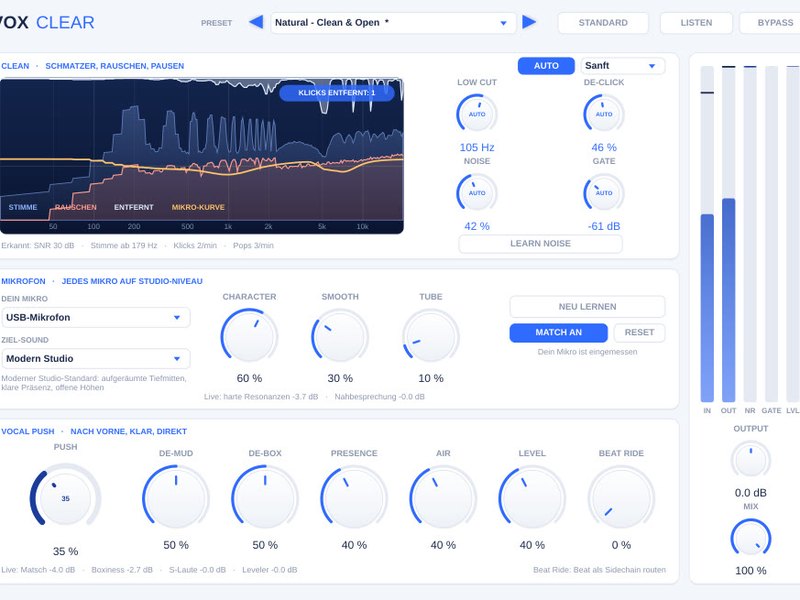 VOX CLEAR
PRESET
Natural - Clean & Open *
STANDARD
LISTEN
BYPASS
CLEAN · SCHMATZER, RAUSCHEN, PAUSEN
AUTO
Sanft
KLICKS ENTFERNT: 1
STIMME RAUSCHEN ENTFERNT MIKRO-KURVE
50 100 200 500 1k 2k 5k 10k
Erkannt: SNR 30 dB · Stimme ab 179 Hz · Klicks 2/min · Pops 3/min
LOW CUT DE-CLICK
AUTO AUTO
105 Hz 46 %
NOISE GATE
AUTO AUTO
42 % -61 dB
LEARN NOISE
MIKROFON · JEDES MIKRO AUF STUDIO-NIVEAU
DEIN MIKRO
USB-Mikrofon
ZIEL-SOUND
Modern Studio
Moderner Studio-Standard: aufgeräumte Tiefmitten,
klare Präsenz, offene Höhen
CHARACTER SMOOTH TUBE
60 % 30 % 10 %
Live: harte Resonanzen -3.7 dB · Nahbesprechung -0.0 dB
NEU LERNEN
MATCH AN RESET
Dein Mikro ist eingemessen
VOCAL PUSH · NACH VORNE, KLAR, DIREKT
PUSH DE-MUD DE-BOX PRESENCE AIR LEVEL BEAT RIDE
35
35 % 50 % 50 % 40 % 40 % 40 % 0 %
Live: Matsch -4.0 dB · Boxiness -2.7 dB · S-Laute -0.0 dB · Leveler -0.0 dB
Beat Ride: Beat als Sidechain routen
IN OUT NR GATE LVL
OUTPUT
0.0 dB
MIX
100 %